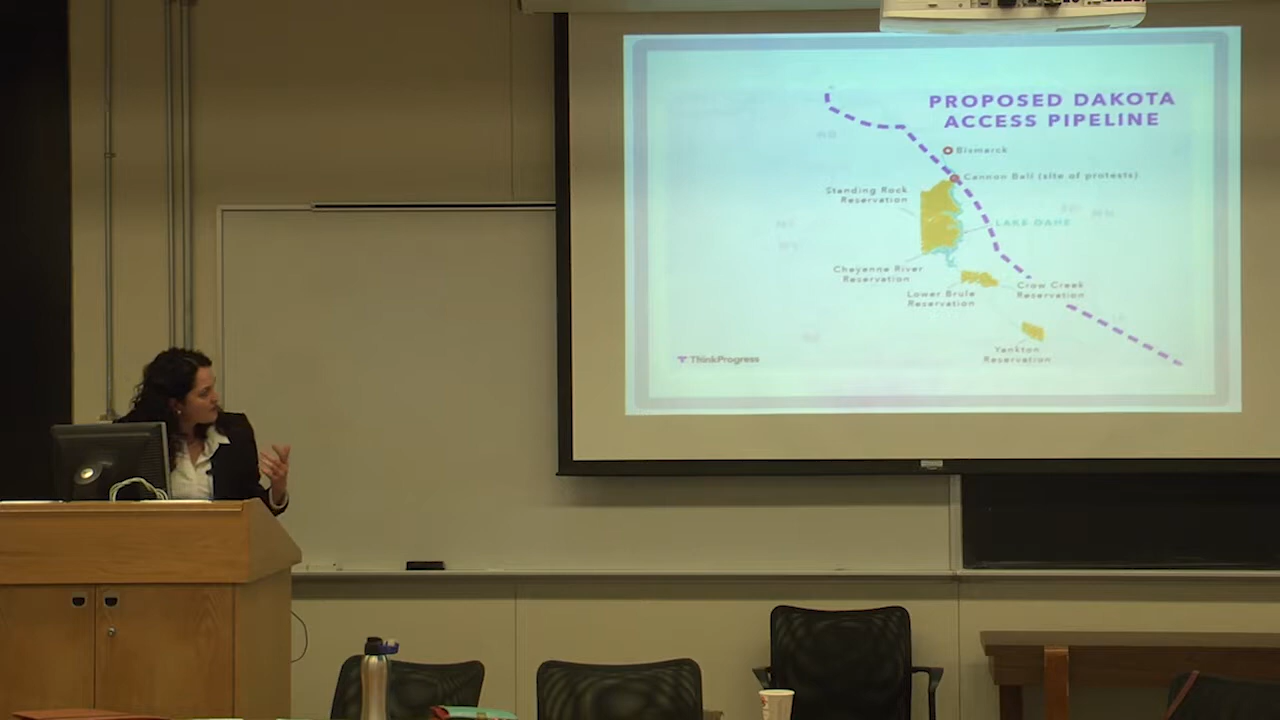 PROPOSED DAKOTA
ACCESS PIPELINE
Bismarck
Cannon Ball (site of protests)
Standing Rock
Reservation
LAKE OAHE
Cheyenne River
Reservation
Lower Brule
Reservation
Crow Creek
Reservation
Yankton
Reservation
ThinkProgress